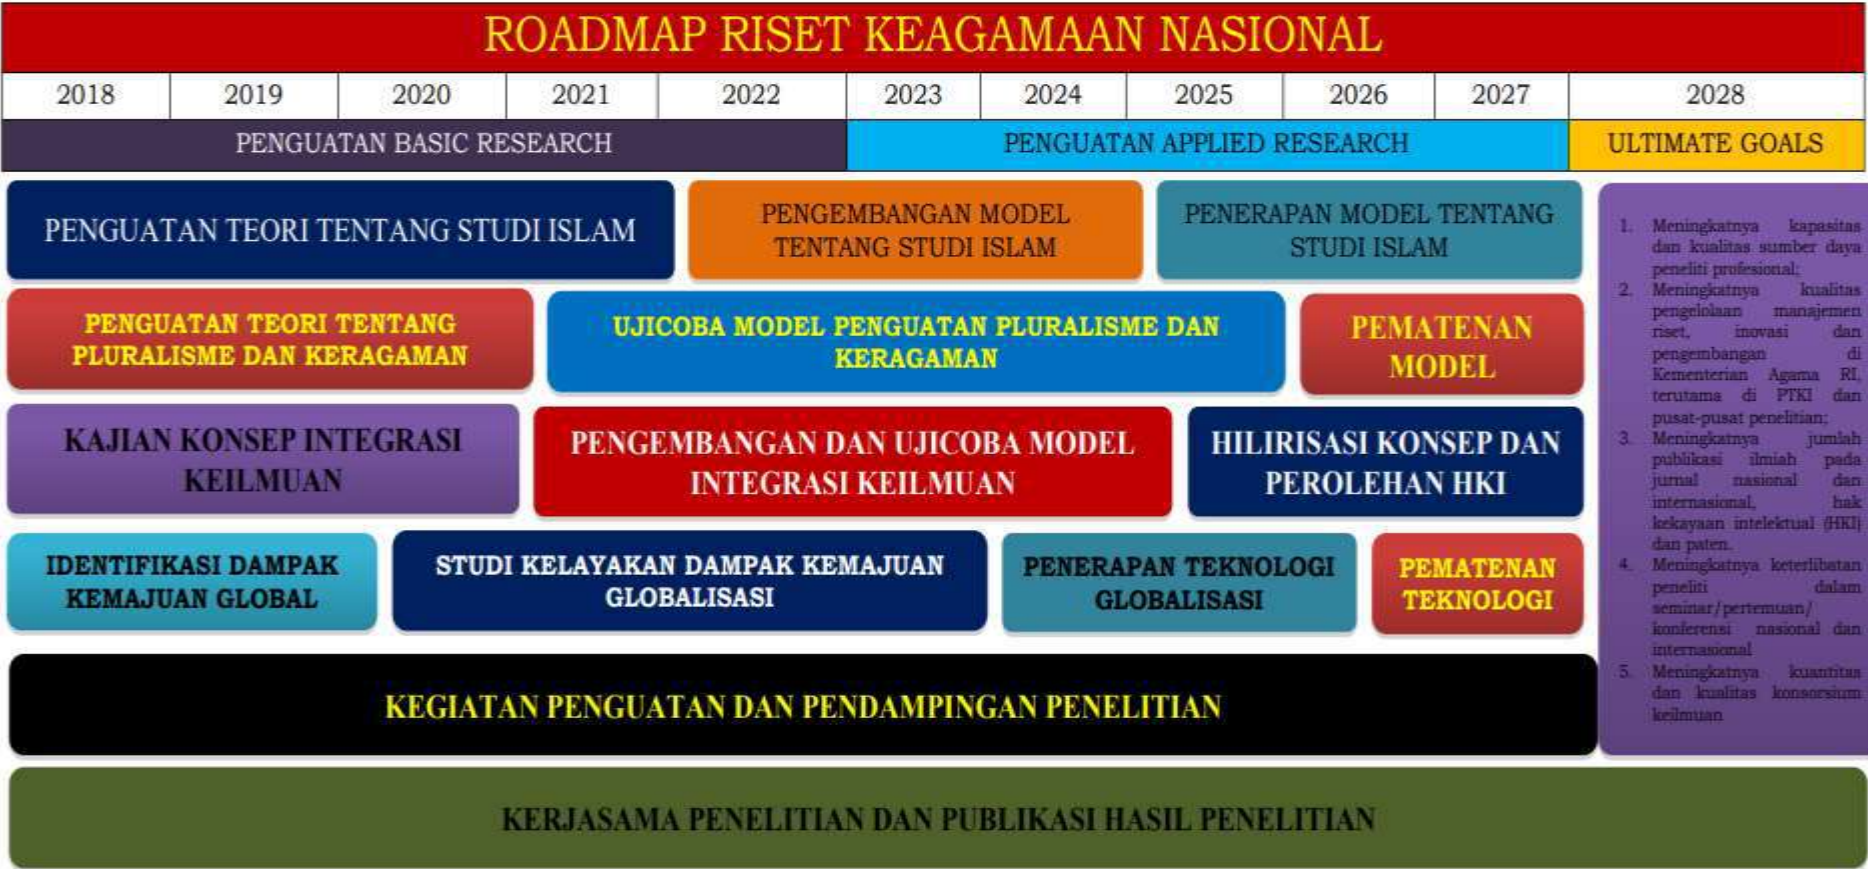 ROADMAP RISET KEAGAMAAN NASIONAL
2018 2019 2020 2021 2022 2023 2024 2025 2026 2027 2028
PENGUATAN BASIC RESEARCH PENGUATAN APPLIED RESEARCH ULTIMATE GOALS
PENGUATAN TEORI TENTANG STUDI ISLAM
PENGEMBANGAN MODEL
TENTANG STUDI ISLAM
PENERAPAN MODEL TENTANG
STUDI ISLAM
PENGUATAN TEORI TENTANG
PLURALISME DAN KERAGAMAN
UJICOBA MODEL PENGUATAN PLURALISME DAN
KERAGAMAN
PEMATENAN
MODEL
KAJIAN KONSEP INTEGRASI
KEILMUAN
PENGEMBANGAN DAN UJICOBA MODEL
INTEGRASI KEILMUAN
HILIRISASI KONSEP DAN
PEROLEHAN HKI
IDENTIFIKASI DAMPAK
KEMAJUAN GLOBAL
STUDI KELAYAKAN DAMPAK KEMAJUAN
GLOBALISASI
PENERAPAN TEKNOLOGI
GLOBALISASI
PEMATENAN
TEKNOLOGI
1. Meningkatnya kapasitas
dan kualitas sumber daya
peneliti profesional;
2. Meningkatnya kualitas
pengelolaan manajemen
riset, inovasi dan
pengembangan di
Kementerian Agama RI,
terutama di PTKI dan
pusat-pusat penelitian;
3. Meningkatnya jumlah
publikasi ilmiah pada
jurnal nasional dan
internasional, hak
kekayaan intelektual (HKI)
dan paten.
4. Meningkatnya keterlibatan
peneliti dalam
seminar/pertemuan/
konferensi nasional dan
internasional
5. Meningkatnya kuantitas
dan kualitas konsorsium
keilmuan
KEGIATAN PENGUATAN DAN PENDAMPINGAN PENELITIAN
KERJASAMA PENELITIAN DAN PUBLIKASI HASIL PENELITIAN